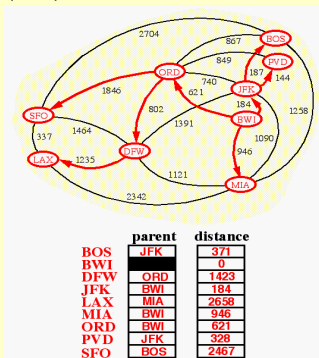 2704
BOS
867
PVD
849
ORD
187
144
740
JFK
1846
621
184
802
SFO
1391
BWI
1258
337
1464
1090
946
DFW
LAX
1235
1121
MIA
2342
parent distance
BOS JFK 371
BWI 0
DFW ORD 1423
JFK BWI 184
LAX MIA 2658
MIA BWI 946
ORD BWI 621
PVD JFK 328
SFO BOS 2467